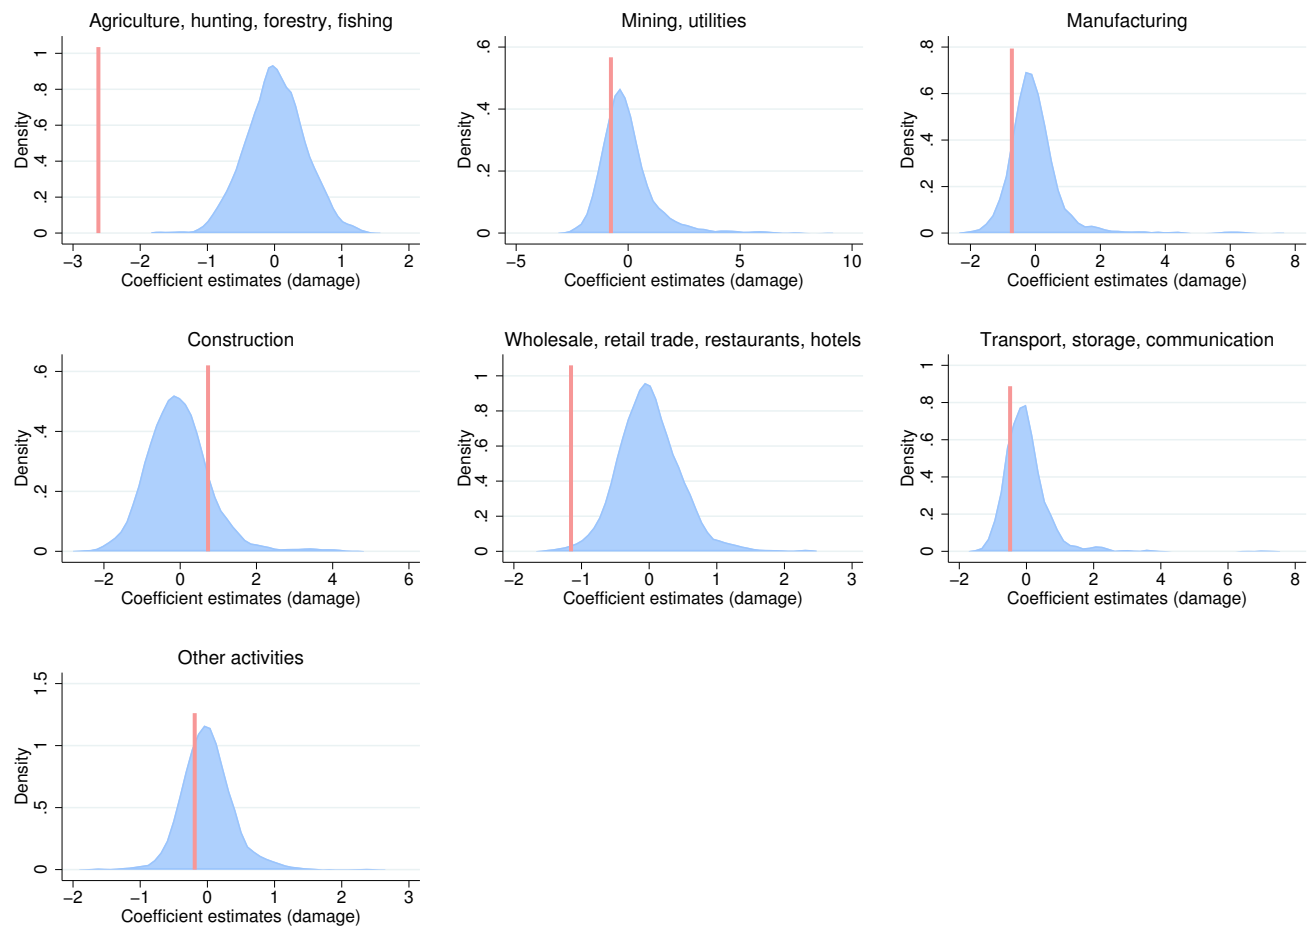 Agriculture, hunting, forestry, fishing
Density
0 .2 .4 .6 .8 1
−3 −2 −1 0 1 2
Coefficient estimates (damage)
Mining, utilities
Density
0 .2 .4 .6
−5 0 5 10
Coefficient estimates (damage)
Manufacturing
Density
0 .2 .4 .6 .8
−2 0 2 4 6 8
Coefficient estimates (damage)
Construction
Density
0 .2 .4 .6
−2 0 2 4 6
Coefficient estimates (damage)
Wholesale, retail trade, restaurants, hotels
Density
0 .2 .4 .6 .8 1
−2 −1 0 1 2 3
Coefficient estimates (damage)
Transport, storage, communication
Density
0 .2 .4 .6 .8 1
−2 0 2 4 6 8
Coefficient estimates (damage)
Other activities
Density
0 .5 1 1.5
−2 −1 0 1 2 3
Coefficient estimates (damage)